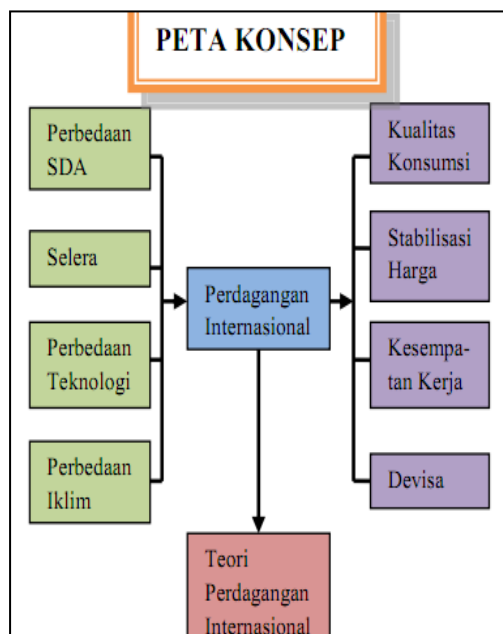 PETA KONSEP
Perbedaan
SDA
Selera
Perbedaan
Teknologi
Perbedaan
Iklim
Perdagangan
Internasional
Teori
Perdagangan
Internasional
Kualitas
Konsumsi
Stabilisasi
Harga
Kesempa-
tan Kerja
Devisa